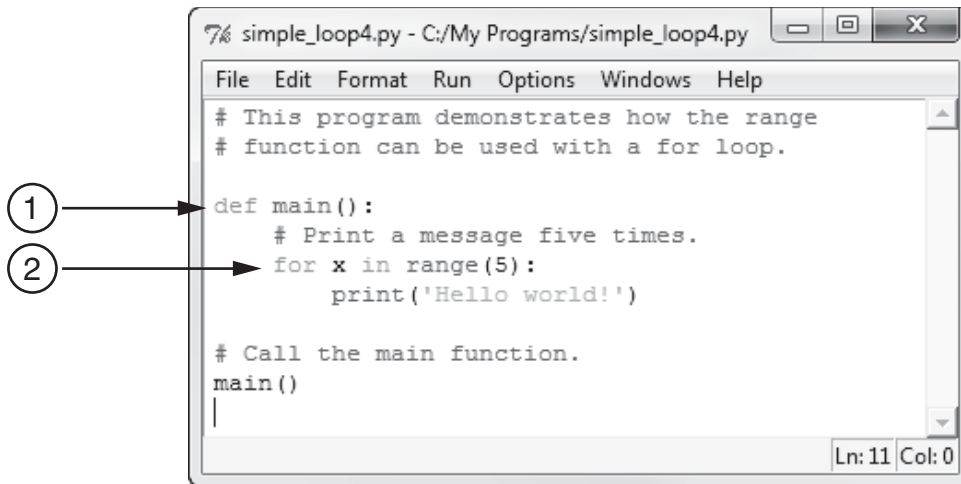 simple_loop4.py - C:/My Programs/simple_loop4.py
File Edit Format Run Options Windows Help
# This program demonstrates how the range
# function can be used with a for loop.
1
def main():
    # Print a message five times.
2
    for x in range(5):
        print('Hello world!')
# Call the main function.
main()
Ln: 11 Col: 0